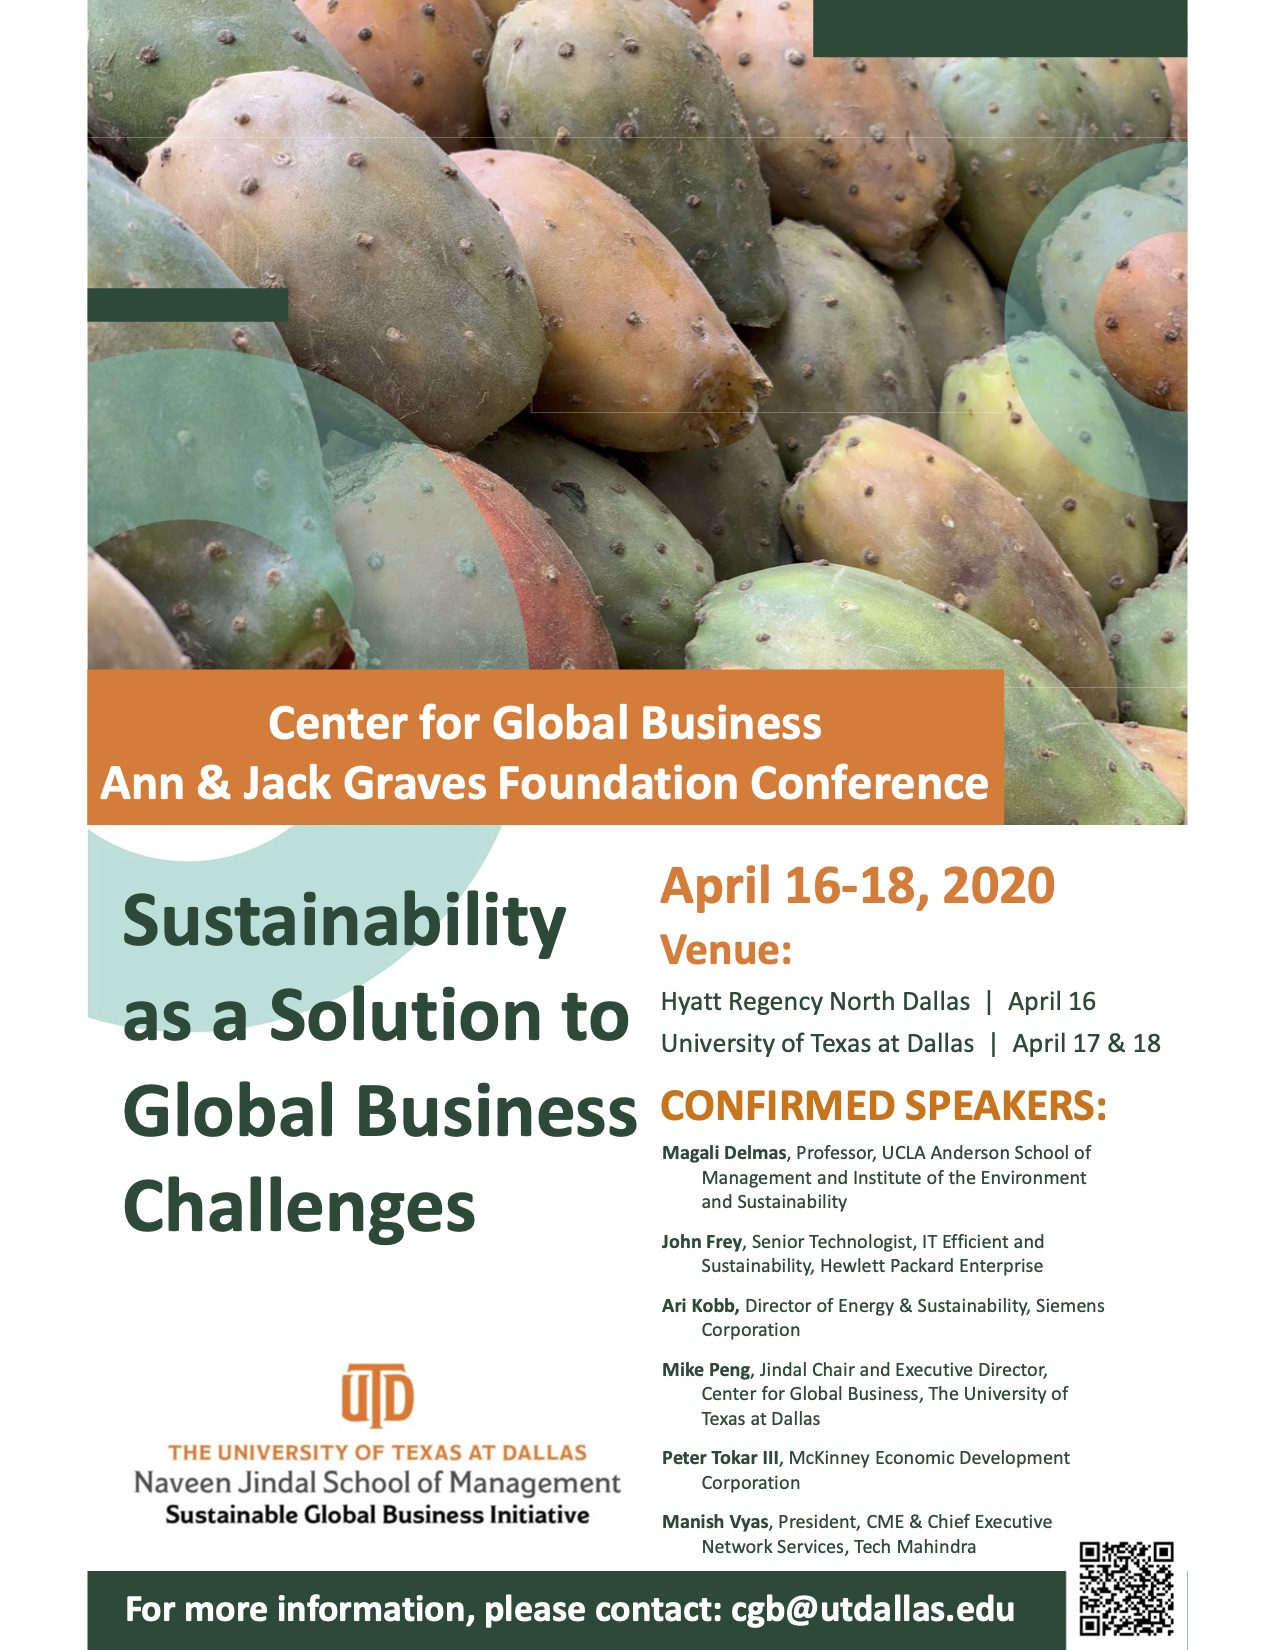 Center for Global Business
Ann & Jack Graves Foundation Conference
Sustainability
as a Solution to
Global Business
Challenges
April 16-18, 2020
Venue:
Hyatt Regency North Dallas | April 16
University of Texas at Dallas | April 17 & 18
CONFIRMED SPEAKERS:
Magali Delmas, Professor, UCLA Anderson School of
Management and Institute of the Environment
and Sustainability
John Frey, Senior Technologist, IT Efficient and
Sustainability, Hewlett Packard Enterprise
Ari Kobb, Director of Energy & Sustainability, Siemens
Corporation
Mike Peng, Jindal Chair and Executive Director,
Center for Global Business, The University of
Texas at Dallas
Peter Tokar III, McKinney Economic Development
Corporation
Manish Vyas, President, CME & Chief Executive
Network Services, Tech Mahindra
UTD
THE UNIVERSITY OF TEXAS AT DALLAS
Naveen Jindal School of Management
Sustainable Global Business Initiative
For more information, please contact: cgb@utdallas.edu